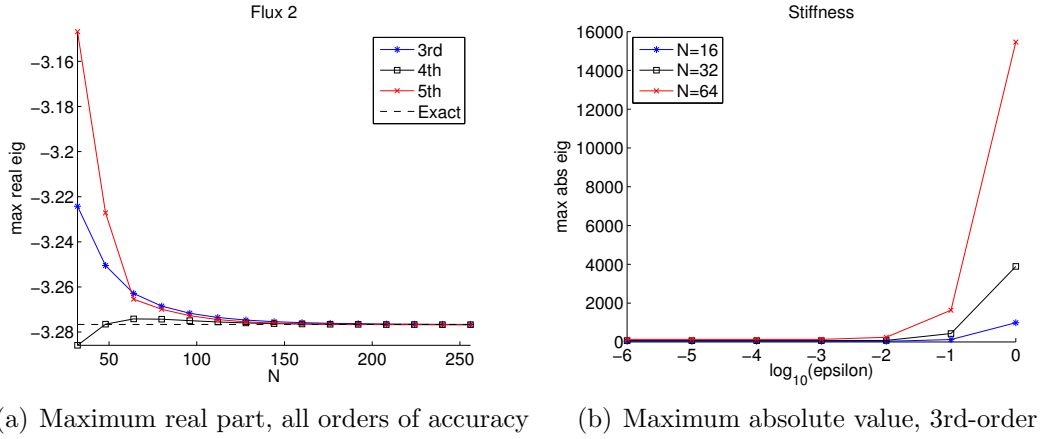 Flux 2
−3.16
−3.18
−3.2
−3.22
−3.24
−3.26
−3.28
max real eig
50 100 150 200 250
N
3rd
4th
5th
Exact
(a) Maximum real part, all orders of accuracy
Stiffness
16000
14000
12000
10000
8000
6000
4000
2000
0
max abs eig
−6 −5 −4 −3 −2 −1 0
log10(epsilon)
N=16
N=32
N=64
(b) Maximum absolute value, 3rd-order